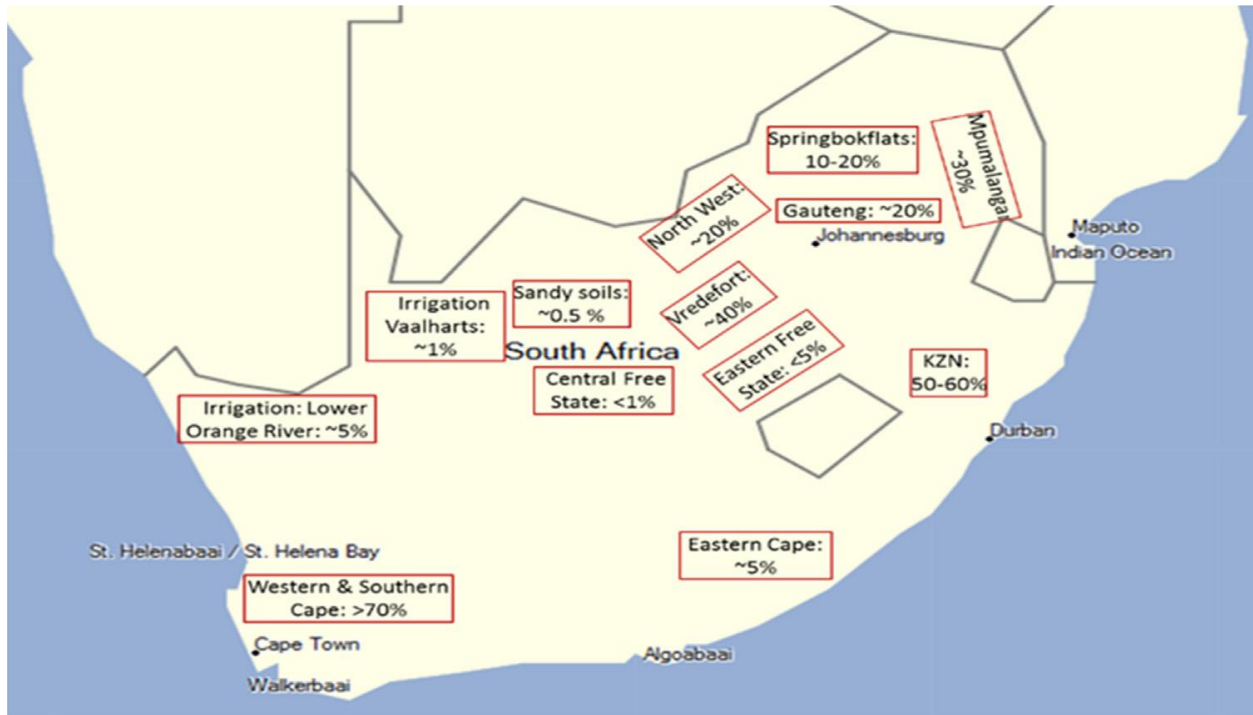 Springbokflats:
10-20%
Mpumalangar
~30%
North West:
~20%
Gauteng: ~20%
Johannesburg
Maputo
Indian Ocean
Irrigation
Vaalharts:
~1%
Sandy soils:
~0.5 %
Vredefort:
~40%
South Africa
Eastern Free
State: <5%
Central Free
State: <1%
KZN:
50-60%
Irrigation: Lower
Orange River: ~5%
Durban
St. Helenabaai / St. Helena Bay
Eastern Cape:
~5%
Western & Southern
Cape: >70%
Cape Town
Algoabaai
Walkerbaai